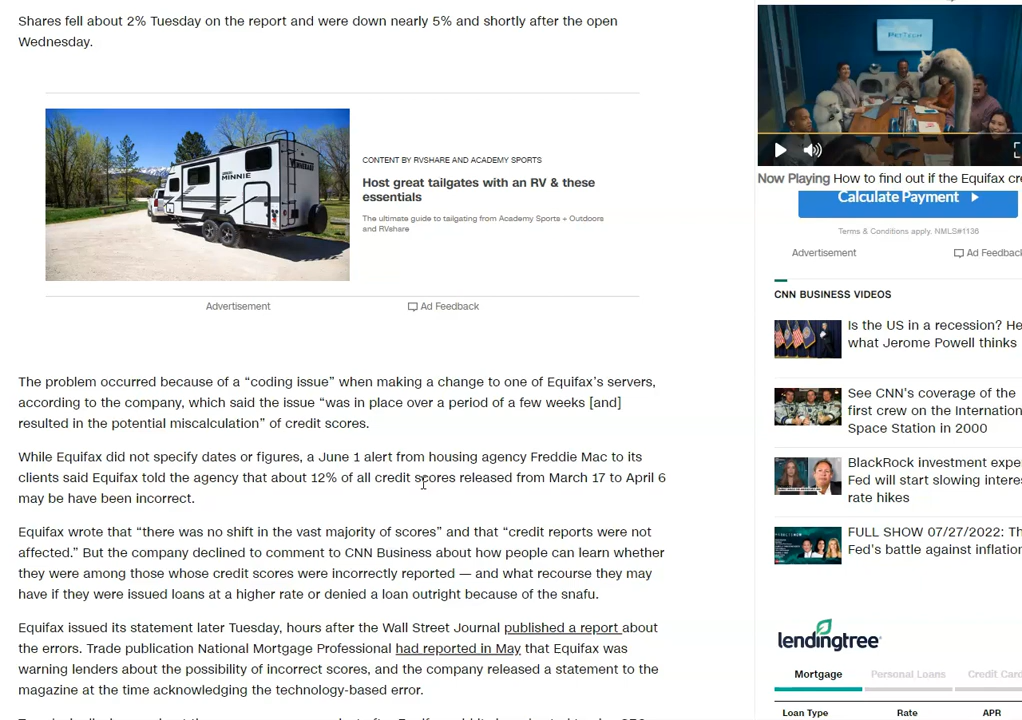 Shares fell about 2% Tuesday on the report and were down nearly 5% and shortly after the open
Wednesday.
MINNIE
CONTENT BY RVSHARE AND ACADEMY SPORTS
Host great tailgates with an RV & these
essentials
The ultimate guide to tailgating from Academy Sports + Outdoors
and RVshare
Advertisement
Ad Feedback
The problem occurred because of a “coding issue” when making a change to one of Equifax’s servers,
according to the company, which said the issue “was in place over a period of a few weeks [and]
resulted in the potential miscalculation” of credit scores.
While Equifax did not specify dates or figures, a June 1 alert from housing agency Freddie Mac to its
clients said Equifax told the agency that about 12% of all credit scores released from March 17 to April 6
may be have been incorrect.
Equifax wrote that “there was no shift in the vast majority of scores” and that “credit reports were not
affected.” But the company declined to comment to CNN Business about how people can learn whether
they were among those whose credit scores were incorrectly reported — and what recourse they may
have if they were issued loans at a higher rate or denied a loan outright because of the snafu.
Equifax issued its statement later Tuesday, hours after the Wall Street Journal published a report about
the errors. Trade publication National Mortgage Professional had reported in May that Equifax was
warning lenders about the possibility of incorrect scores, and the company released a statement to the
magazine at the time acknowledging the technology-based error.
Now Playing How to find out if the Equifax cre
Calculate Payment
Terms & Conditions apply. NMLS#1136
Advertisement
Ad Feedback
CNN BUSINESS VIDEOS
Is the US in a recession? He
what Jerome Powell thinks
See CNN’s coverage of the
first crew on the Internation
Space Station in 2000
BlackRock investment expe
Fed will start slowing intere
rate hikes
FULL SHOW 07/27/2022: Th
Fed’s battle against inflation
lendingtree
Mortgage
Personal Loans
Credit Card
Loan Type
Rate
APR